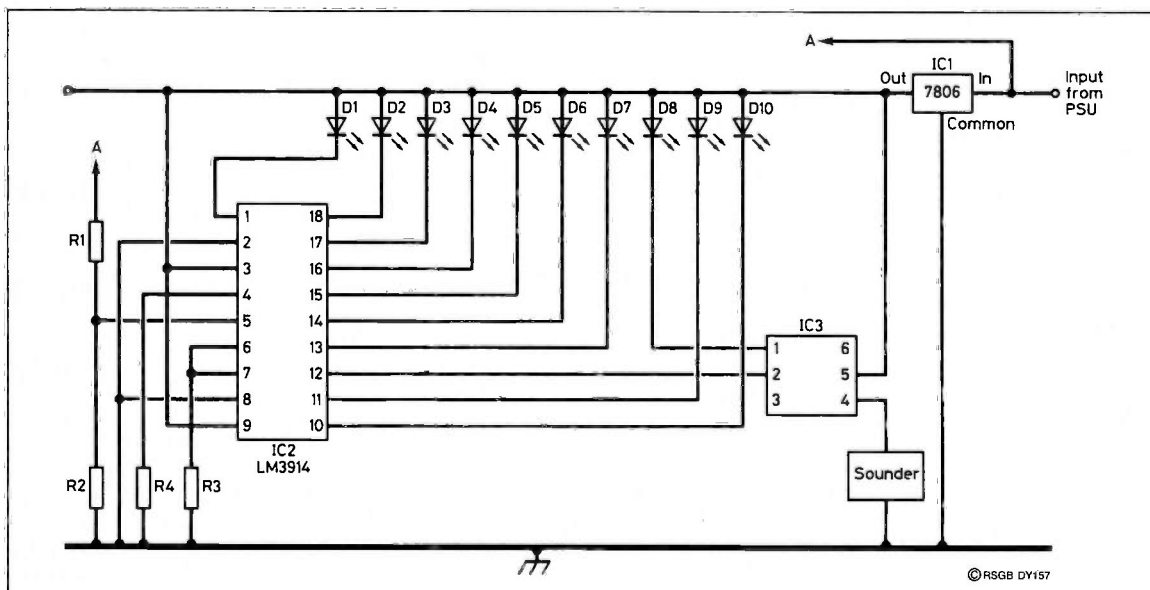 A
IC1
Out
In
7806
Common
Input
from
PSU
D1
D2
D3
D4
D5
D6
D7
D8
D9
D10
A
R1
1
18
2
17
3
16
4
15
5
14
6
13
7
12
8
11
9
10
IC2
LM3914
IC3
1
6
2
5
3
4
R2
R4
R3
Sounder
© RSGB DY157